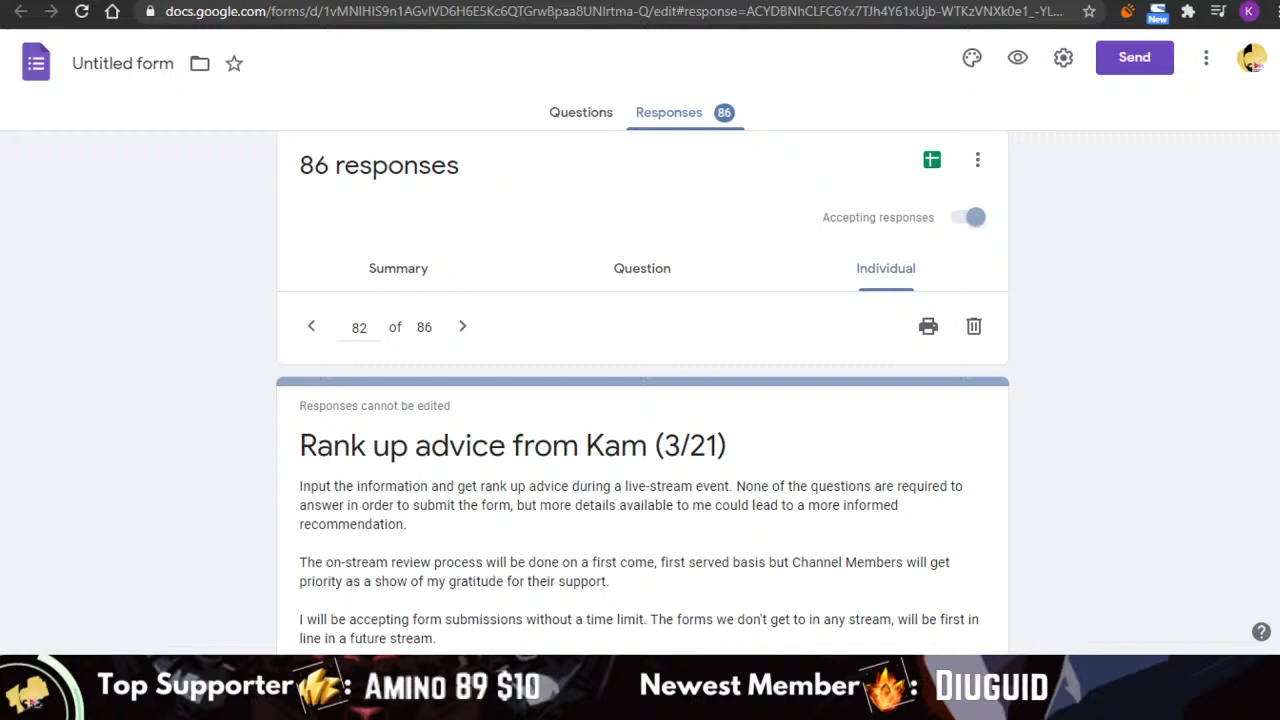 docs.google.com/forms/d/1vMNlHIS9n1AGvIVD6H6E5Kc6QTGrwBpaa8UNIrtma-Q/edit#response=ACYDBNhCLFC6Yx7TJh4Y61xUjb-WTKzVNXk0e1_-YL...
New
K
Untitled form
Send
Questions
Responses 86
86 responses
Accepting responses
Summary
Question
Individual
82 of 86
Responses cannot be edited
Rank up advice from Kam (3/21)
Input the information and get rank up advice during a live-stream event. None of the questions are required to
answer in order to submit the form, but more details available to me could lead to a more informed
recommendation.
The on-stream review process will be done on a first come, first served basis but Channel Members will get
priority as a show of my gratitude for their support.
I will be accepting form submissions without a time limit. The forms we don't get to in any stream, will be first in
line in a future stream.
Top Supporter : Amino 89 $10
Newest Member : Diuguid